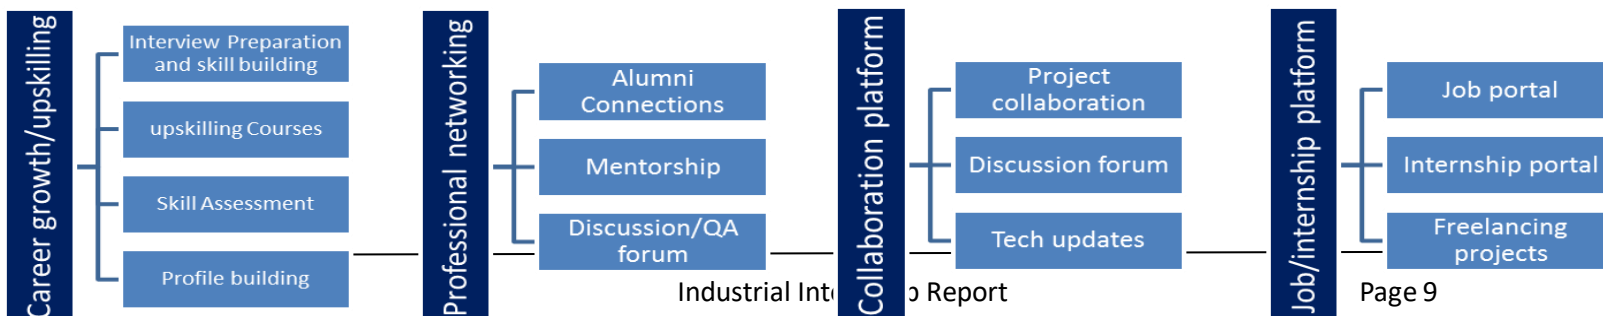 Career growth/upskilling
Interview Preparation
and skill building
upskilling Courses
Skill Assessment
Profile building
Professional networking
Alumni
Connections
Mentorship
Discussion/QA
forum
Collaboration platform
Project
collaboration
Discussion forum
Tech updates
Job/internship platform
Job portal
Internship portal
Freelancing
projects
Industrial Report
Page 9